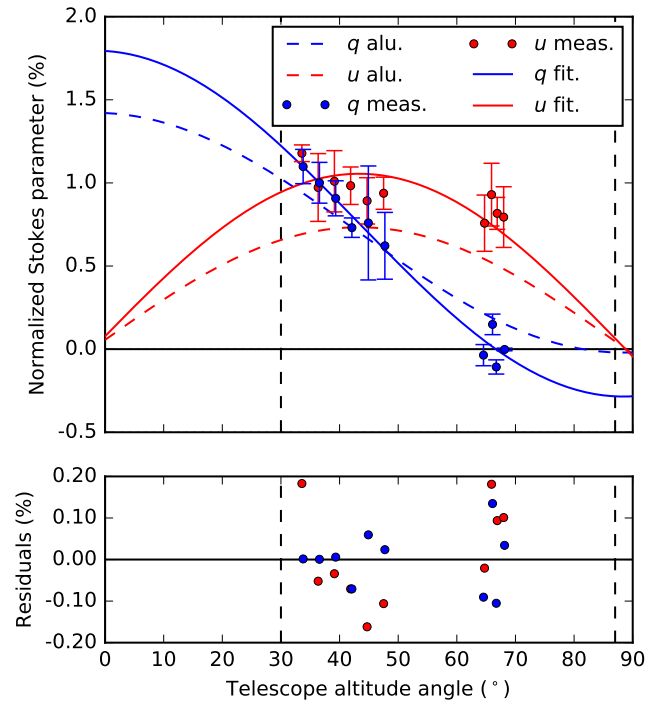 2.0
1.5
1.0
0.5
0.0
-0.5
Normalized Stokes parameter (%)
q alu.
u alu.
q meas.
u meas.
q fit.
u fit.
0.20
0.10
0.00
-0.10
-0.20
Residuals (%)
0 10 20 30 40 50 60 70 80 90
Telescope altitude angle (°)